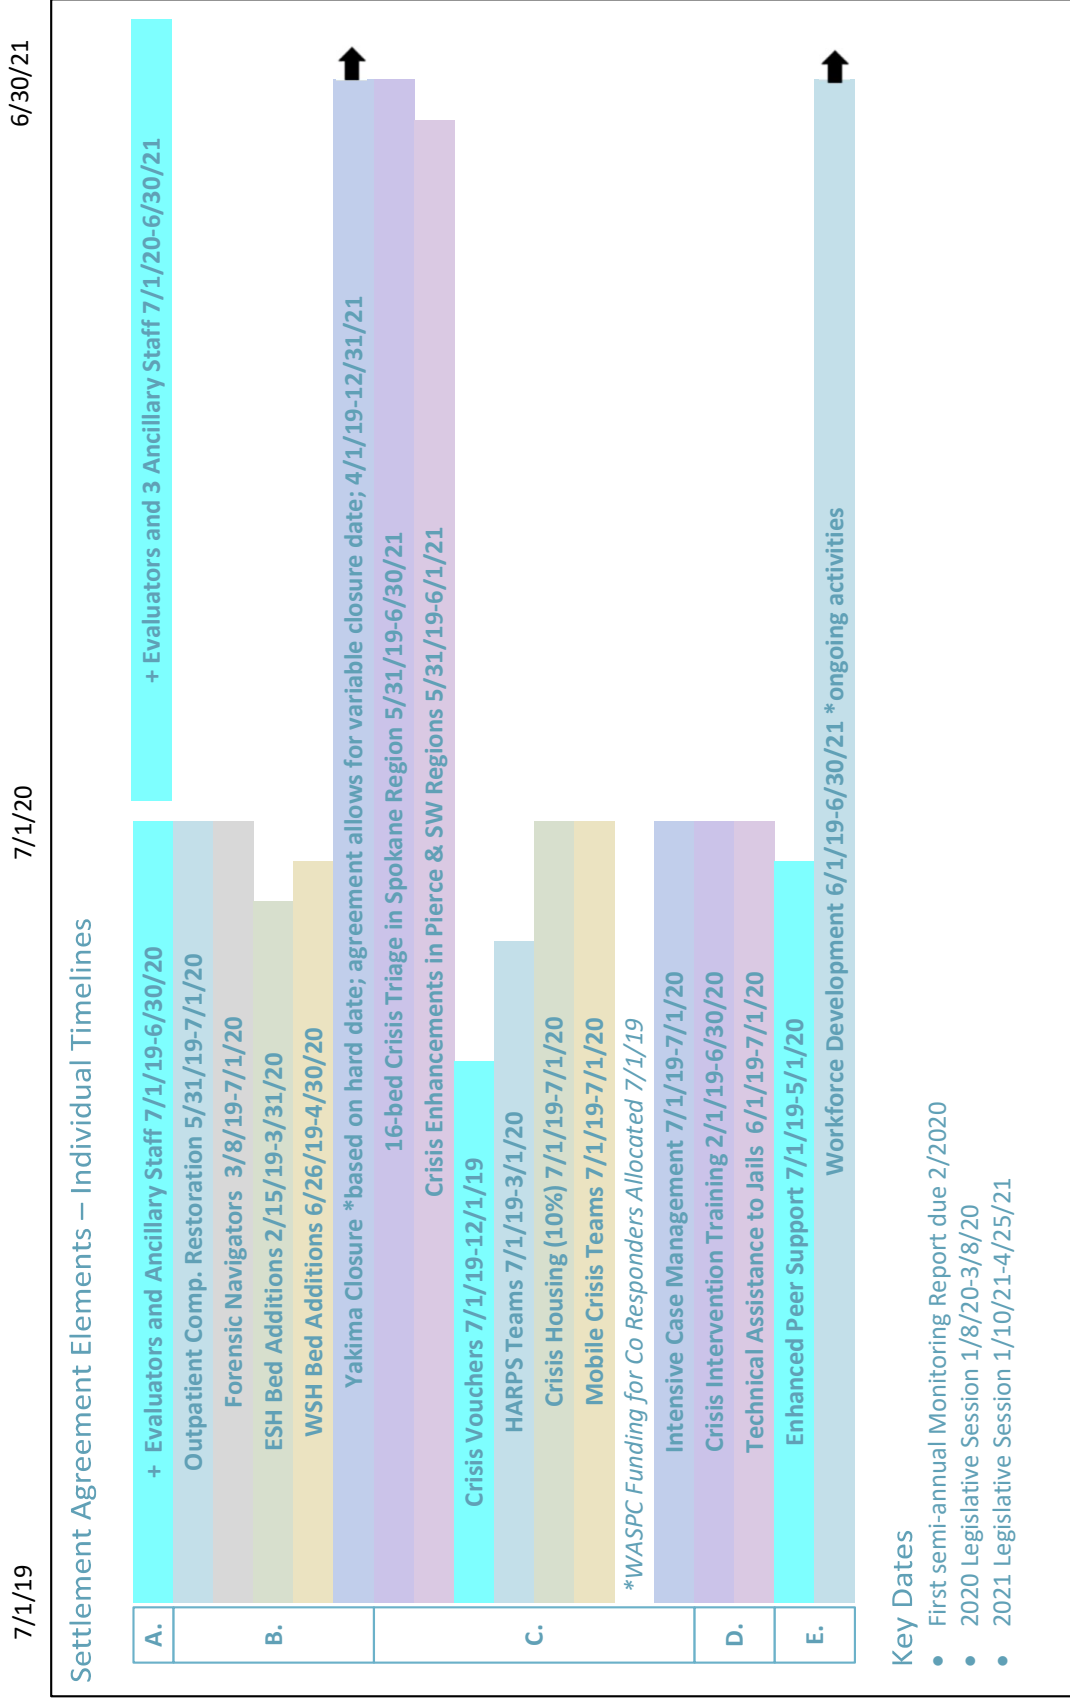 7/1/19 7/1/20 6/30/21
Settlement Agreement Elements – Individual Timelines
A.
+ Evaluators and Ancillary Staff 7/1/19-6/30/20
+ Evaluators and 3 Ancillary Staff 7/1/20-6/30/21
B.
Outpatient Comp. Restoration 5/31/19-7/1/20
Forensic Navigators 3/8/19-7/1/20
ESH Bed Additions 2/15/19-3/31/20
WSH Bed Additions 6/26/19-4/30/20
Yakima Closure *based on hard date; agreement allows for variable closure date; 4/1/19-12/31/21
C.
16-bed Crisis Triage in Spokane Region 5/31/19-6/30/21
Crisis Enhancements in Pierce & SW Regions 5/31/19-6/1/21
Crisis Vouchers 7/1/19-12/1/19
HARPS Teams 7/1/19-3/1/20
Crisis Housing (10%) 7/1/19-7/1/20
Mobile Crisis Teams 7/1/19-7/1/20
*WASPC Funding for Co Responders Allocated 7/1/19
Intensive Case Management 7/1/19-7/1/20
D.
Crisis Intervention Training 2/1/19-6/30/20
Technical Assistance to Jails 6/1/19-7/1/20
E.
Enhanced Peer Support 7/1/19-5/1/20
Workforce Development 6/1/19-6/30/21 *ongoing activities
Key Dates
• First semi-annual Monitoring Report due 2/2020
• 2020 Legislative Session 1/8/20-3/8/20
• 2021 Legislative Session 1/10/21-4/25/21